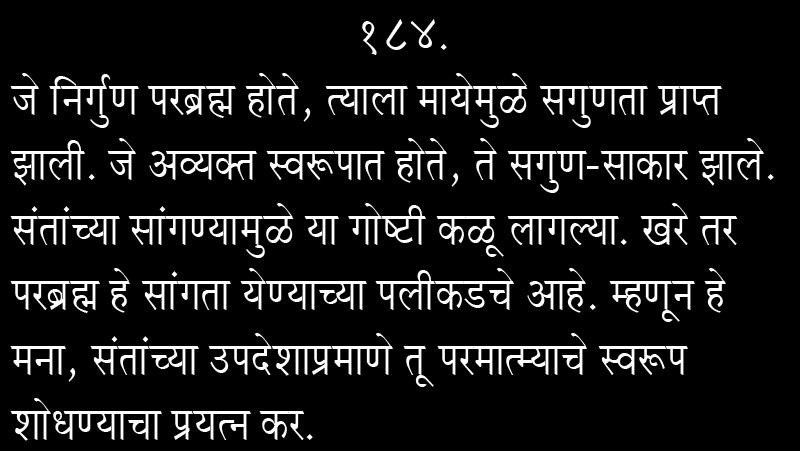 १८४.
जे निर्गुण परब्रह्म होते, त्याला मायेमुळे सगुणता प्राप्त
झाली. जे अव्यक्त स्वरूपात होते, ते सगुण-साकार झाले.
संतांच्या सांगण्यामुळे या गोष्टी कळू लागल्या. खरे तर
परब्रह्म हे सांगता येण्याच्या पलीकडचे आहे. म्हणून हे
मना, संतांच्या उपदेशाप्रमाणे तू परमात्म्याचे स्वरूप
शोधण्याचा प्रयत्न कर.